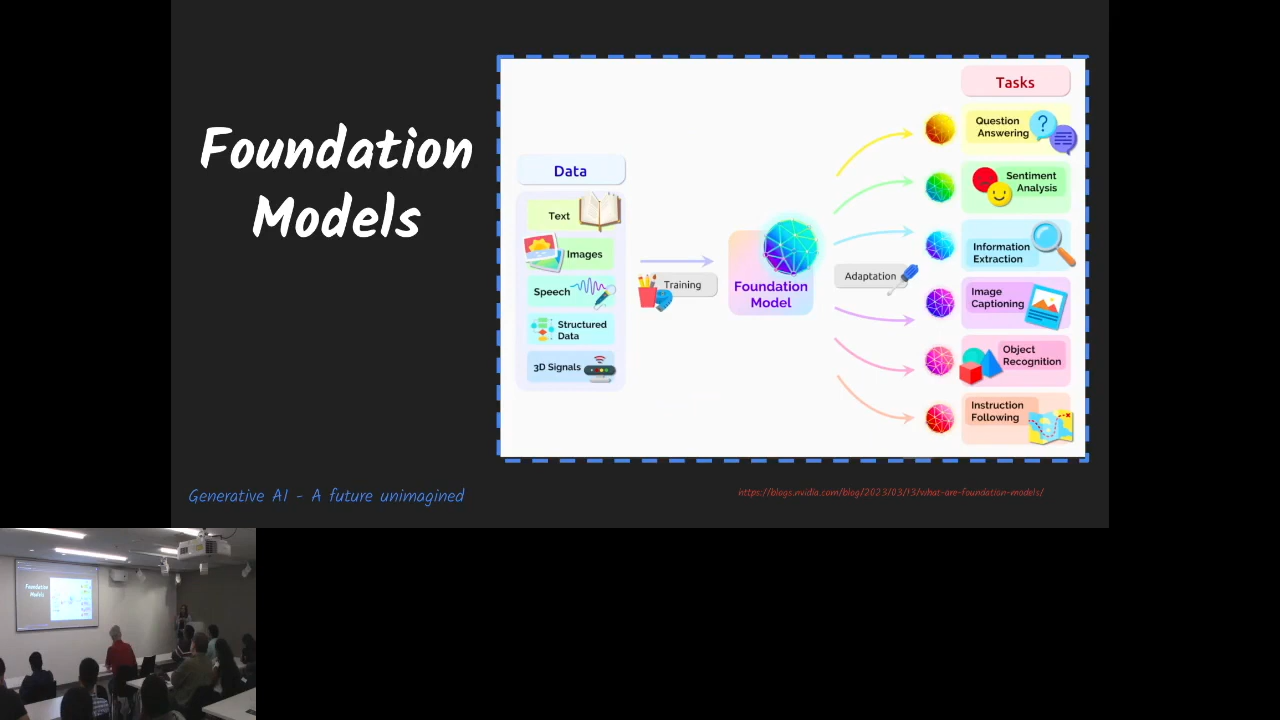 Foundation
Models
Data
Text
Images
Speech
Structured
Data
3D Signals
Training
Foundation
Model
Adaptation
Tasks
Question
Answering
Sentiment
Analysis
Information
Extraction
Image
Captioning
Object
Recognition
Instruction
Following
Generative AI - A future unimagined
https://blogs.nvidia.com/blog/2023/03/13/what-are-foundation-models/
Foundation
Models